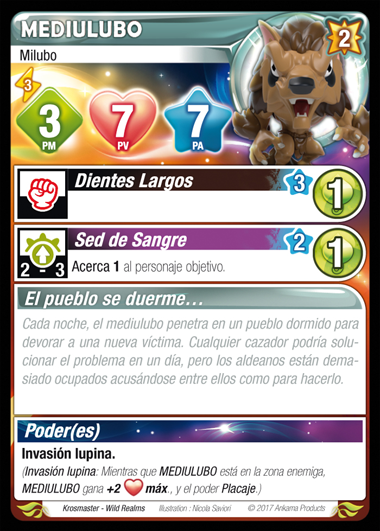 MEDIULUBO
2
Milubo
3
3
PM
7
PV
7
PA
Dientes Largos
3
1
Sed de Sangre
2
1
2 - 3
Acerca 1 al personaje objetivo.
El pueblo se duerme...
Cada noche, el mediulubo penetra en un pueblo dormido para
devorar a una nueva víctima. Cualquier cazador podría solu-
cionar el problema en un día, pero los aldeanos están dema-
siado ocupados acusándose entre ellos como para hacerlo.
Poder(es)
Invasión lupina.
(Invasión lupina: Mientras que MEDIULUBO está en la zona enemiga,
MEDIULUBO gana +2 máx., y el poder Placaje.)
Krosmaster - Wild Realms Illustration : Nicola Saviori © 2017 Ankama Products